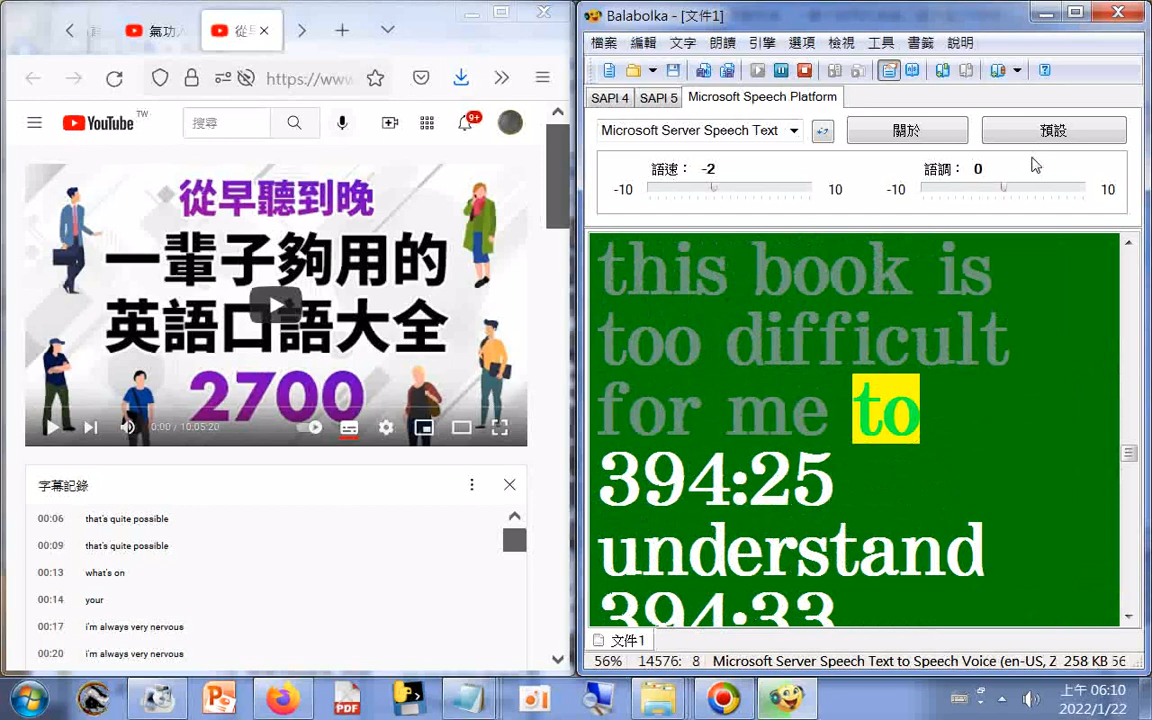 氣功
從
https://www
YouTube TW
搜尋
9+
從早聽到晚
一輩子夠用的
英語口語大全
2700
0:00 / 10:05:20
字幕記錄
00:06 that's quite possible
00:09 that's quite possible
00:13 what's on
00:14 your
00:17 i'm always very nervous
00:20 i'm always very nervous
Balabolka - [文件1]
檔案 編輯 文字 朗讀 引擎 選項 檢視 工具 書籤 說明
SAPI 4 SAPI 5 Microsoft Speech Platform
Microsoft Server Speech Text 關於 預設
語速： -2 語調： 0
-10 10 -10 10
this book is
too difficult
for me to
394:25
understand
394:33
文件1
56% 14576: 8 Microsoft Server Speech Text to Speech Voice (en-US, Z 258 KB 56
PDF
上午 06:10
2022/1/22